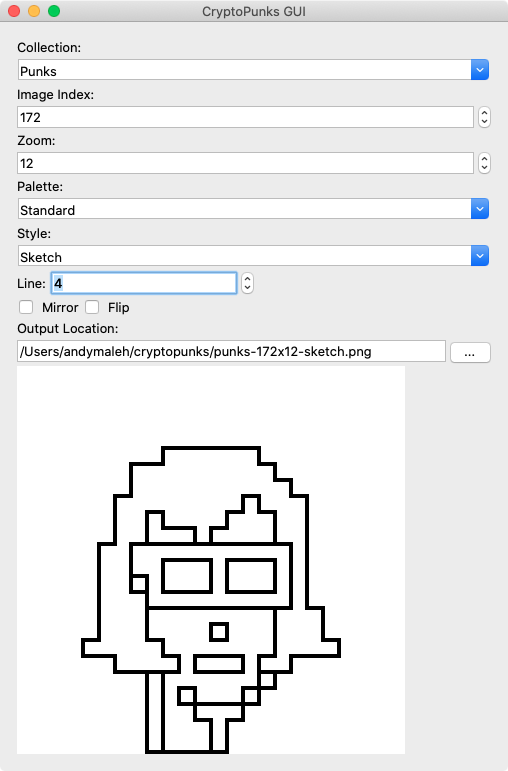 CryptoPunks GUI
Collection:
Punks
Image Index:
172
Zoom:
12
Palette:
Standard
Style:
Sketch
Line: 4
Mirror Flip
Output Location:
/Users/andymaleh/cryptopunks/punks-172x12-sketch.png ...